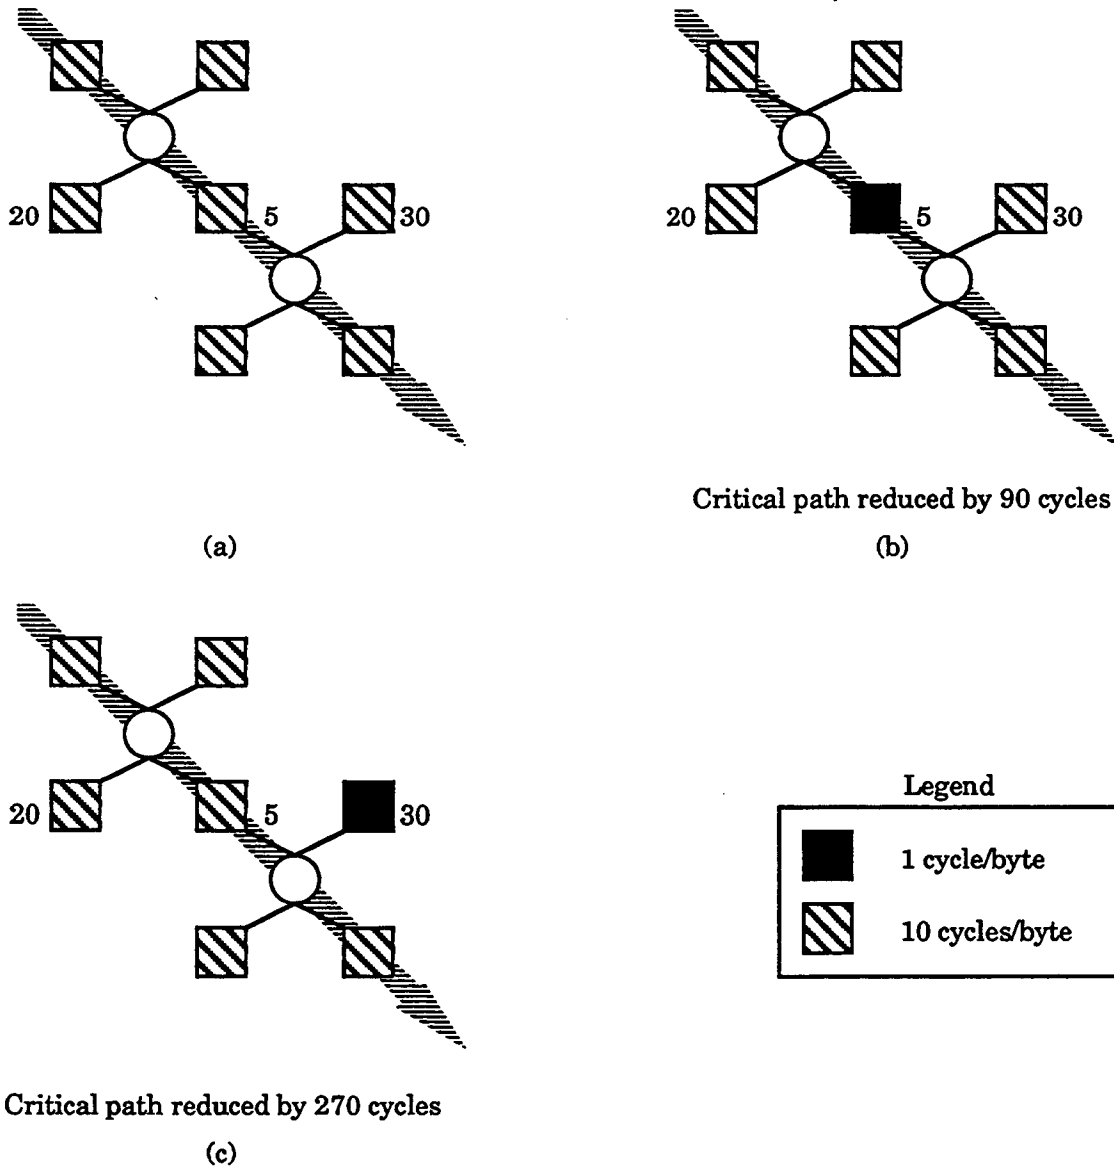 20
5
30
(a)
20
5
30
Critical path reduced by 90 cycles
(b)
20
5
30
Critical path reduced by 270 cycles
(c)
Legend
1 cycle/byte
10 cycles/byte